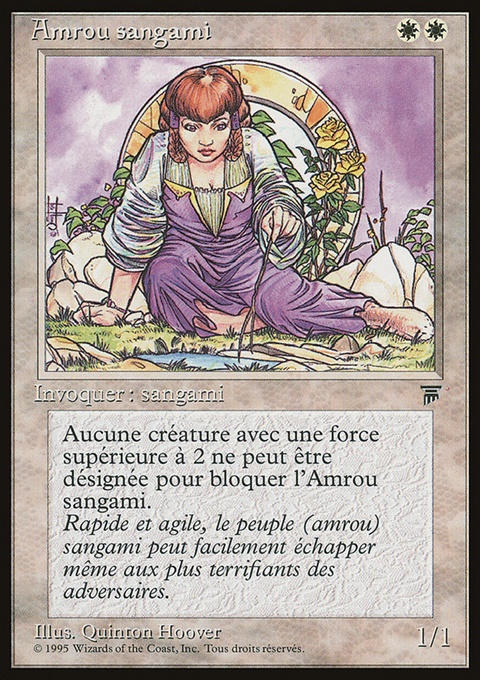 Amrou sangami
Invoquer : sangami
Aucune créature avec une force
supérieure à 2 ne peut être
désignée pour bloquer l'Amrou
sangami.
Rapide et agile, le peuple (amrou)
sangami peut facilement échapper
même aux plus terrifiants des
adversaires.
Illus. Quinton Hoover
1/1
© 1995 Wizards of the Coast, Inc. Tous droits réservés.